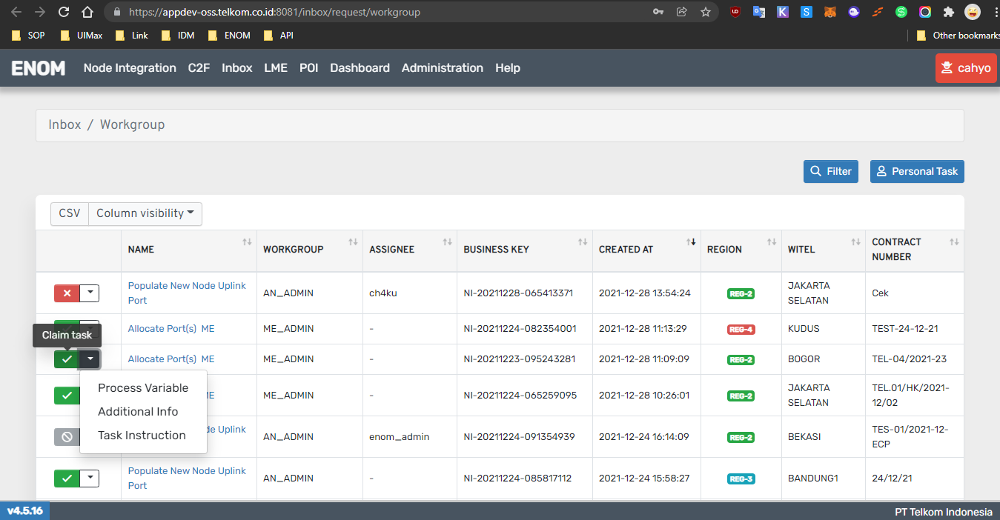 https://appdev-oss.telkom.co.id:8081/inbox/request/workgroup
SOP UIMax Link IDM ENOM API Other bookmarks
ENOM Node Integration C2F Inbox LME POI Dashboard Administration Help cahyo
Inbox / Workgroup
Filter Personal Task
CSV Column visibility
NAME WORKGROUP ASSIGNEE BUSINESS KEY CREATED AT REGION WITEL CONTRACT NUMBER
Populate New Node Uplink Port AN_ADMIN ch4ku NI-20211228-065413371 2021-12-28 13:54:24 REG-2 JAKARTA SELATAN Cek
Allocate Port(s) ME ME_ADMIN - NI-20211224-082354001 2021-12-28 11:13:29 REG-4 KUDUS TEST-24-12-21
Claim task
Allocate Port(s) ME ME_ADMIN - NI-20211223-095243281 2021-12-28 11:09:09 REG-2 BOGOR TEL-04/2021-23
Process Variable
Additional Info
Task Instruction
ME ME_ADMIN - NI-20211224-065259095 2021-12-28 10:26:01 REG-2 JAKARTA SELATAN TEL.01/HK/2021-12/02
de Uplink enom_admin NI-20211224-091354939 2021-12-24 16:14:09 REG-2 BEKASI TES-01/2021-12-ECP
Populate New Node Uplink Port AN_ADMIN - NI-20211224-085817112 2021-12-24 15:58:27 REG-3 BANDUNG1 24/12/21
v4.5.16 PT Telkom Indonesia